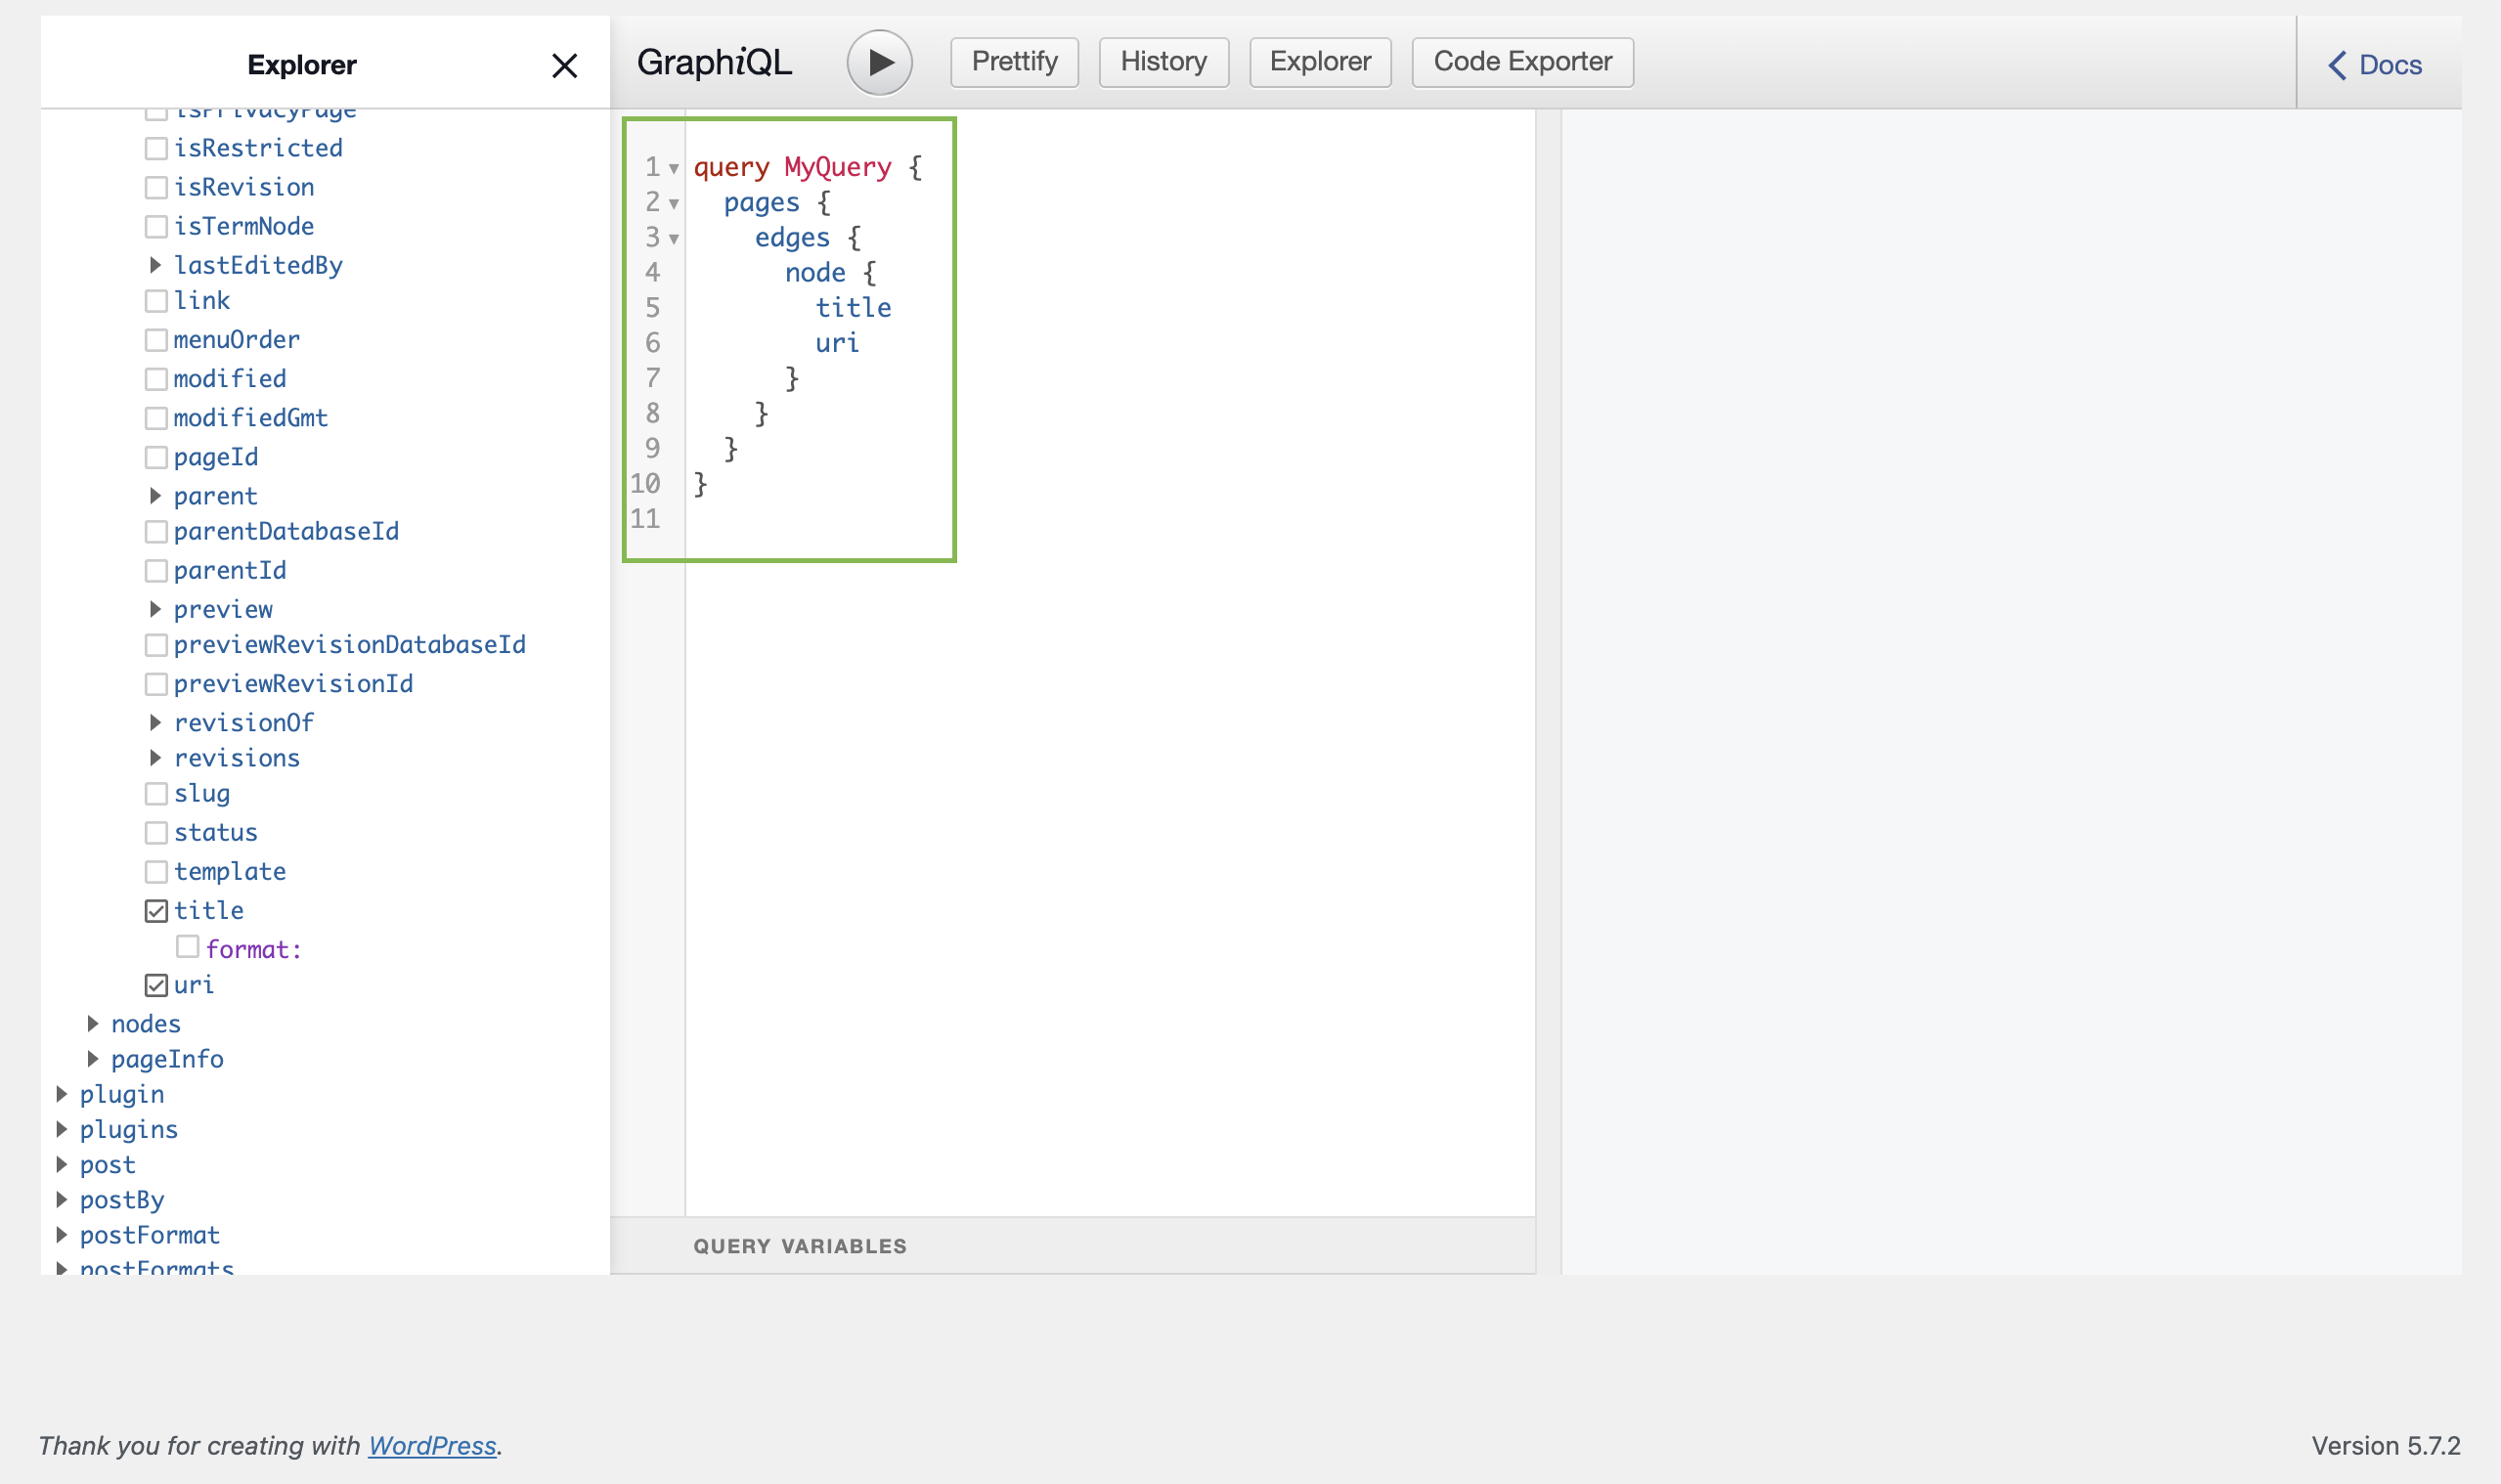 Explorer
GraphiQL
Prettify
History
Explorer
Code Exporter
Docs
isPrivacyPage
isRestricted
isRevision
isTermNode
lastEditedBy
link
menuOrder
modified
modifiedGmt
pageId
parent
parentDatabaseId
parentId
preview
previewRevisionDatabaseId
previewRevisionId
revisionOf
revisions
slug
status
template
title
format:
uri
nodes
pageInfo
plugin
plugins
post
postBy
postFormat
postFormats
1 query MyQuery {
2 pages {
3 edges {
4 node {
5 title
6 uri
7 }
8 }
9 }
10 }
11
QUERY VARIABLES
Thank you for creating with WordPress.
Version 5.7.2